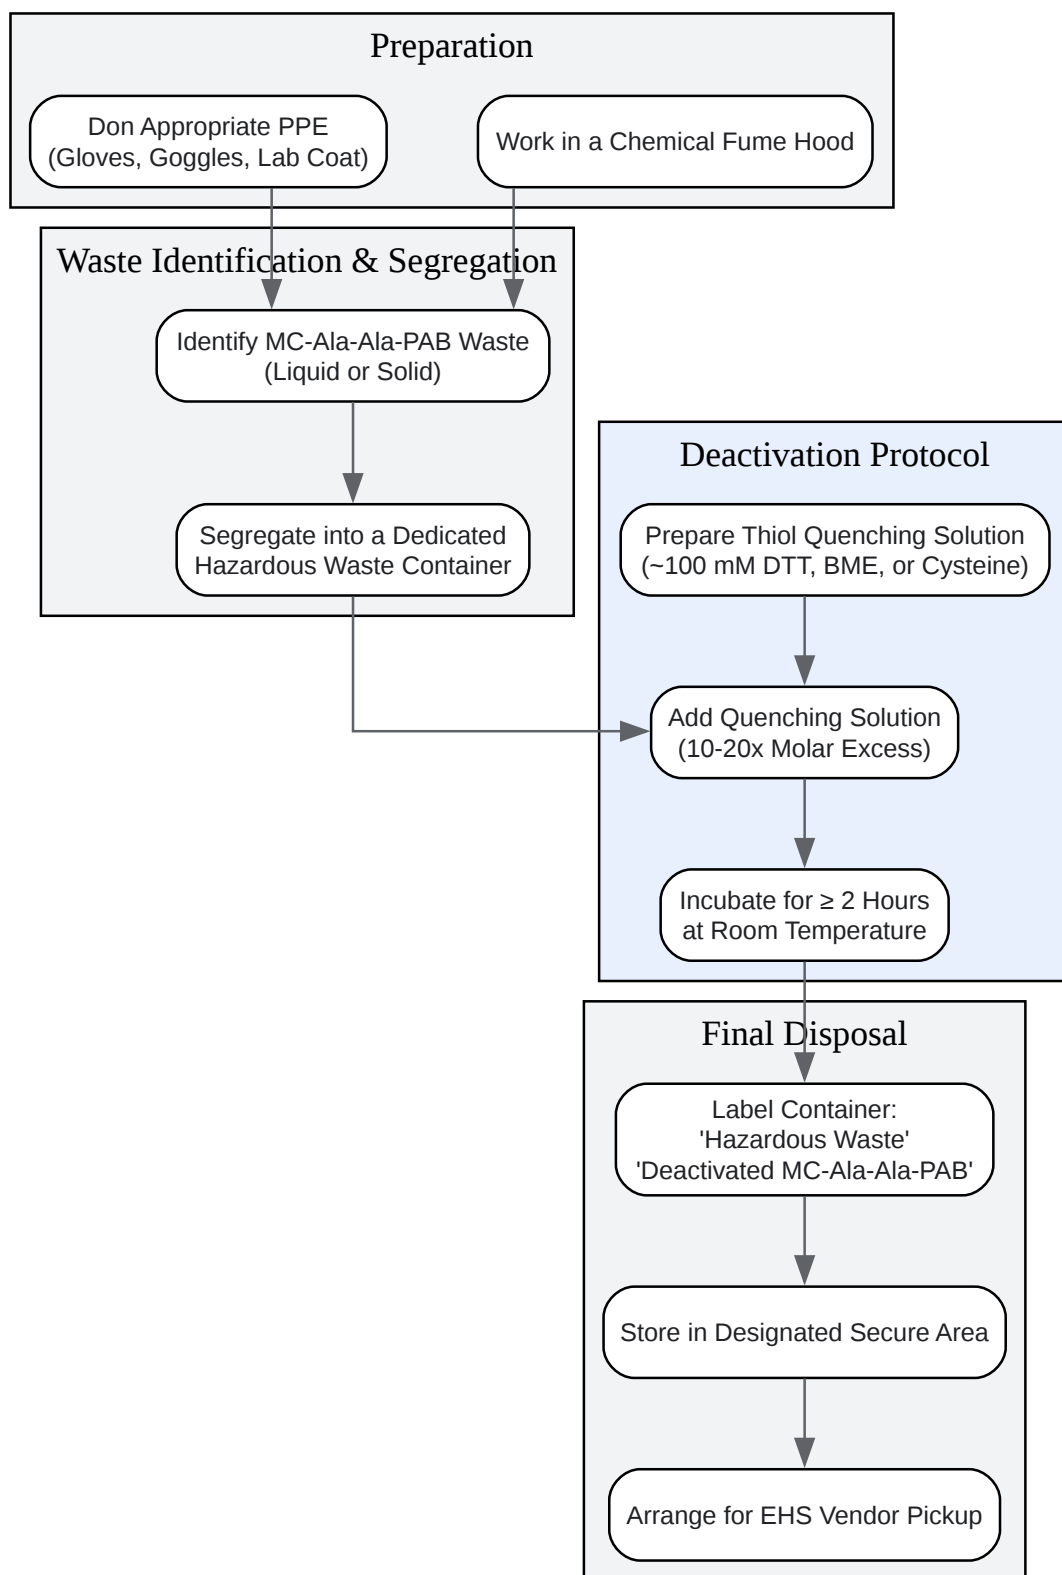 Preparation
Don Appropriate PPE
(Gloves, Goggles, Lab Coat)
Work in a Chemical Fume Hood
Waste Identification & Segregation
Identify MC-Ala-Ala-PAB Waste
(Liquid or Solid)
Segregate into a Dedicated
Hazardous Waste Container
Deactivation Protocol
Prepare Thiol Quenching Solution
(~100 mM DTT, BME, or Cysteine)
Add Quenching Solution
(10-20x Molar Excess)
Incubate for ≥ 2 Hours
at Room Temperature
Final Disposal
Label Container:
'Hazardous Waste'
'Deactivated MC-Ala-Ala-PAB'
Store in Designated Secure Area
Arrange for EHS Vendor Pickup